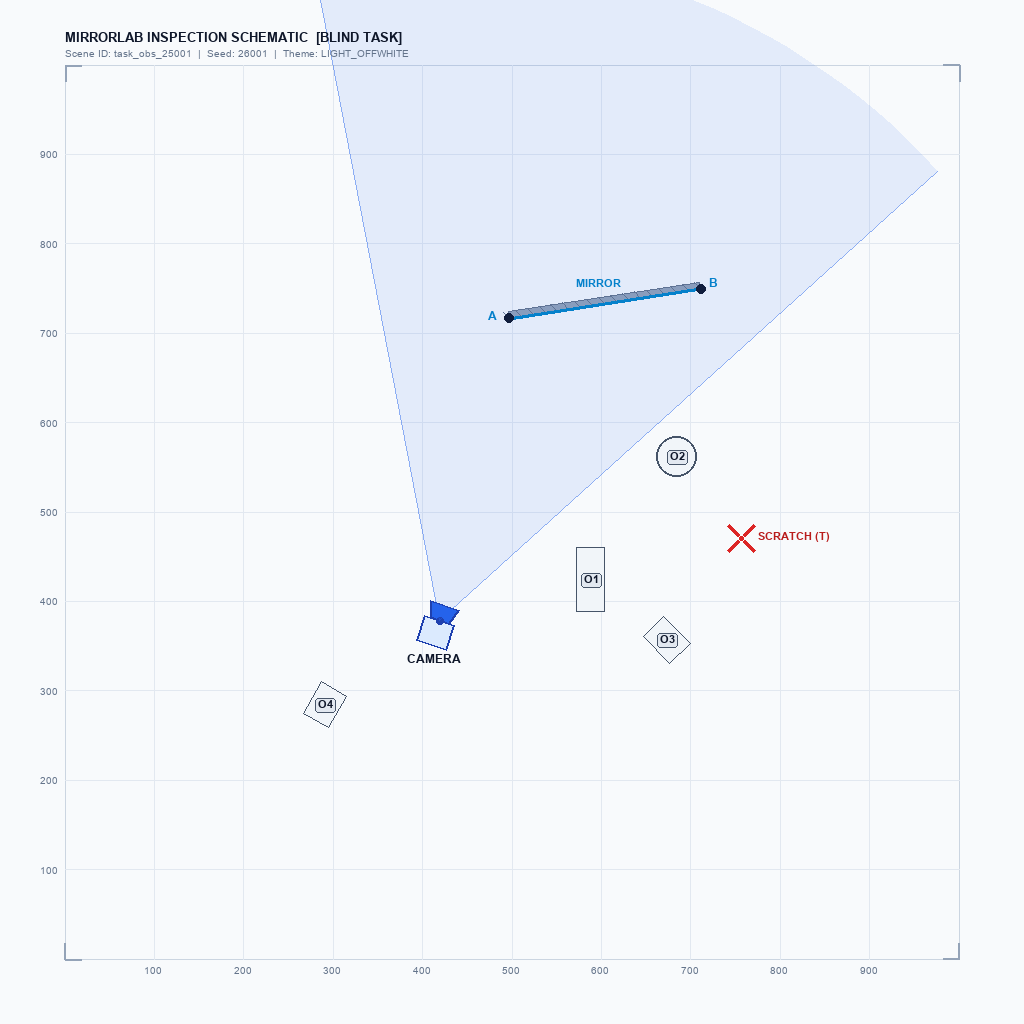 MIRRORLAB INSPECTION SCHEMATIC [BLIND TASK]
Scene ID: task_obs_25001 | Seed: 26001 | Theme: LIGHT_OFFWHITE
900
800
MIRROR
B
A
700
600
O2
500
SCRATCH (T)
O1
400
O3
CAMERA
300
O4
200
100
100 200 300 400 500 600 700 800 900